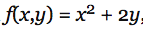 f(x,y) = x² + 2y,